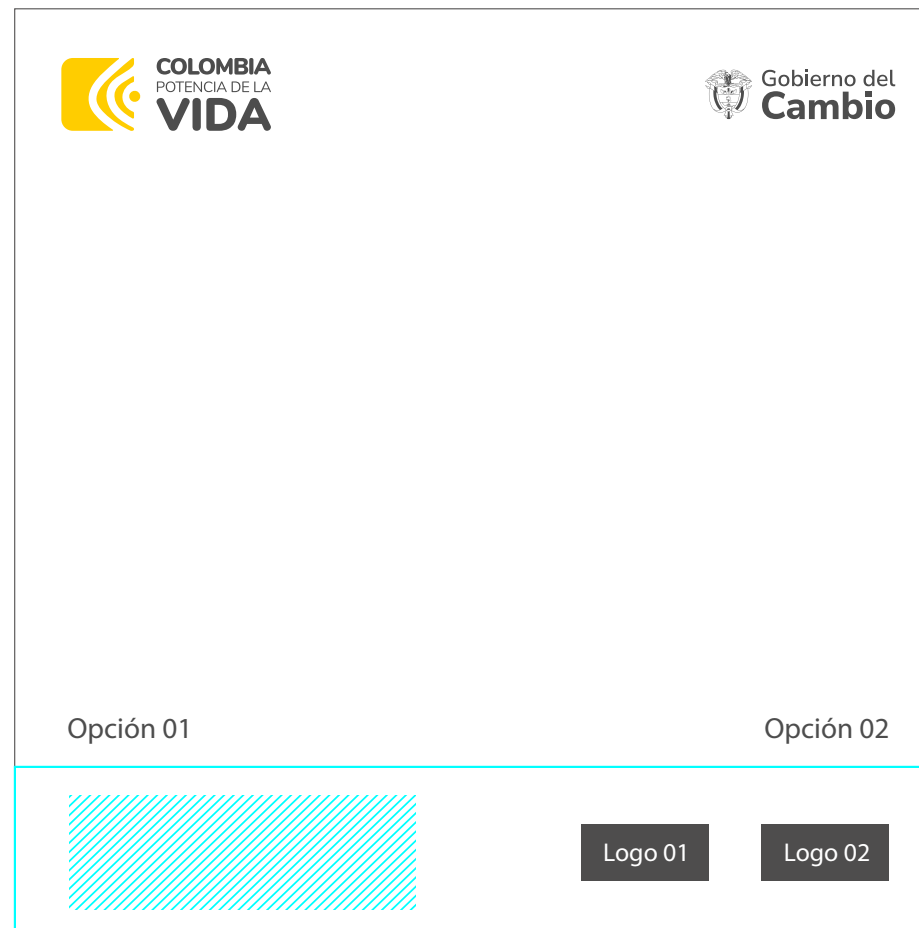 COLOMBIA
POTENCIA DE LA
VIDA
Gobierno del
Cambio
Opción 01
Opción 02
Logo 01
Logo 02